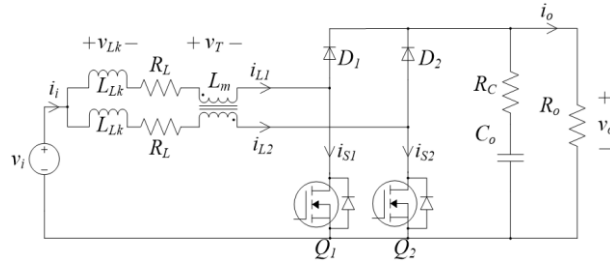 + v_Lk − + v_T − i_o
D_1 D_2
i_i L_Lk R_L L_m i_L1 R_C
L_Lk R_L i_L2 i_S1 i_S2 C_o R_o + v_o −
v_i + −
Q_1 Q_2